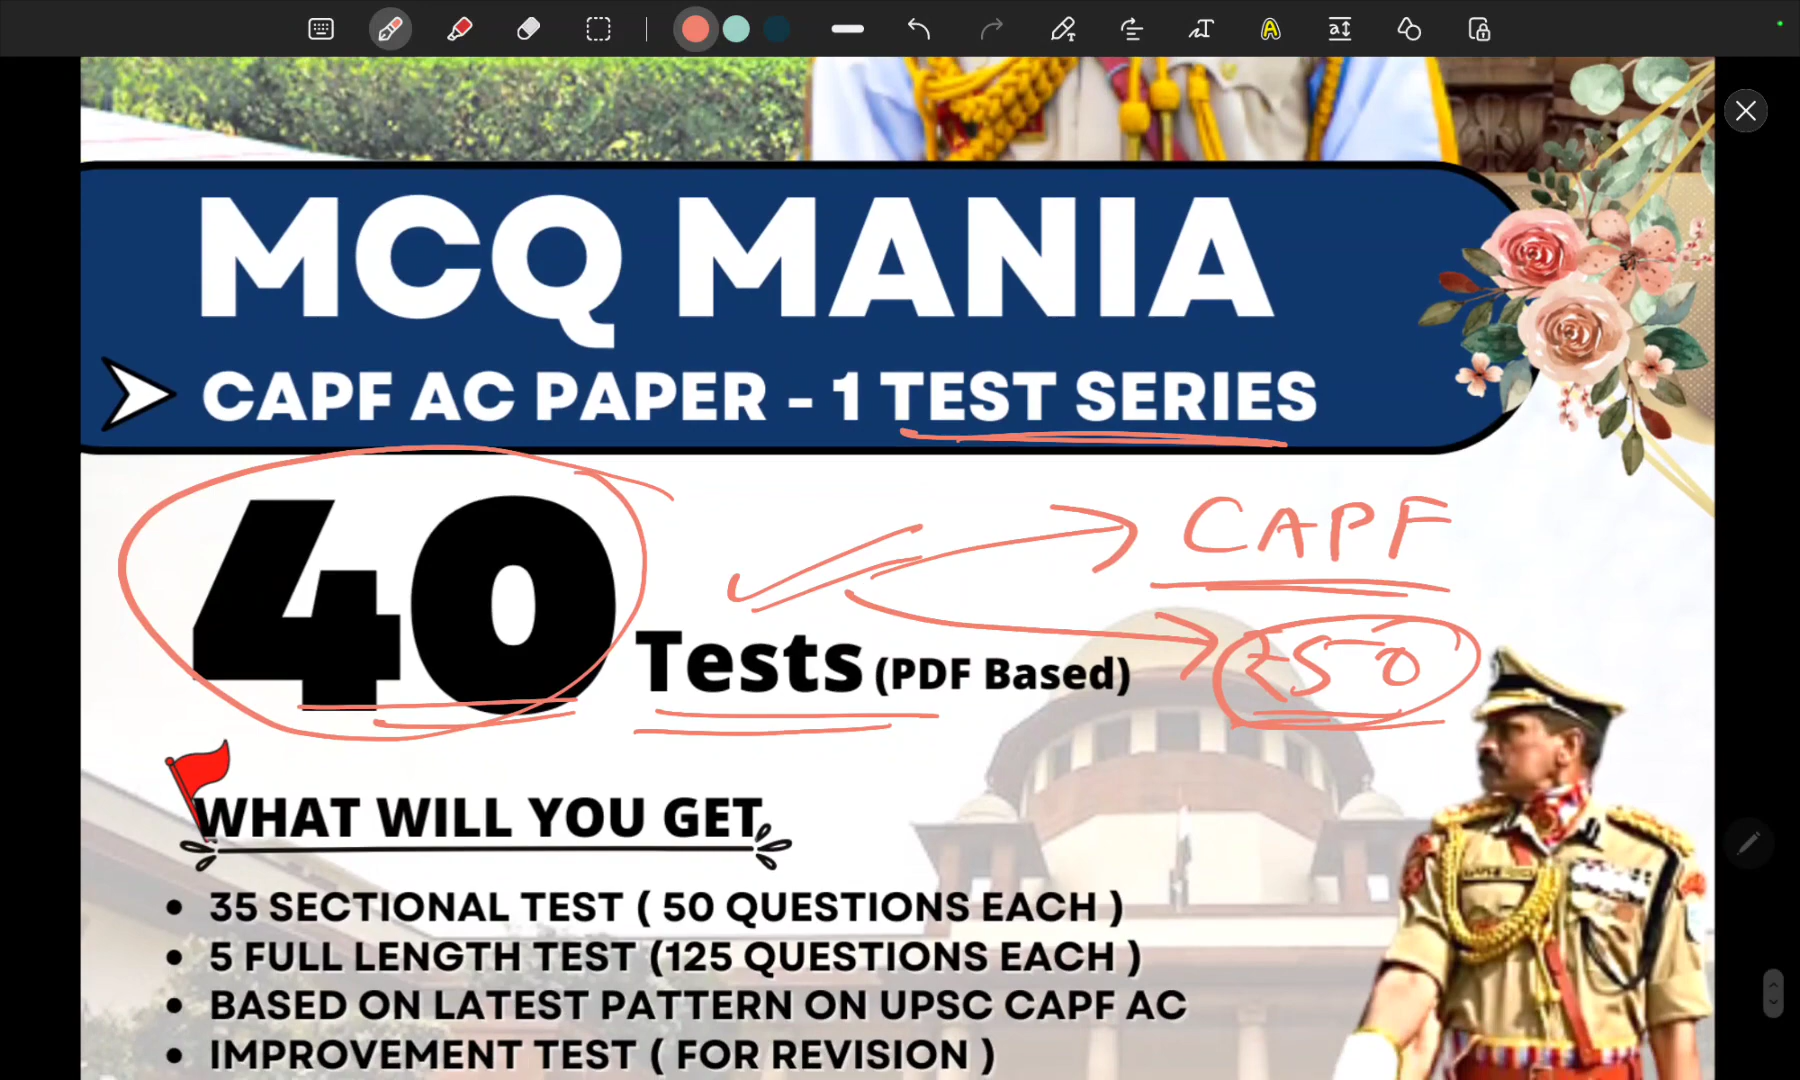 MCQ MANIA
CAPF AC PAPER - 1 TEST SERIES
40 Tests (PDF Based)
CAPF
₹50
WHAT WILL YOU GET
• 35 SECTIONAL TEST ( 50 QUESTIONS EACH )
• 5 FULL LENGTH TEST (125 QUESTIONS EACH )
• BASED ON LATEST PATTERN ON UPSC CAPF AC
• IMPROVEMENT TEST ( FOR REVISION )